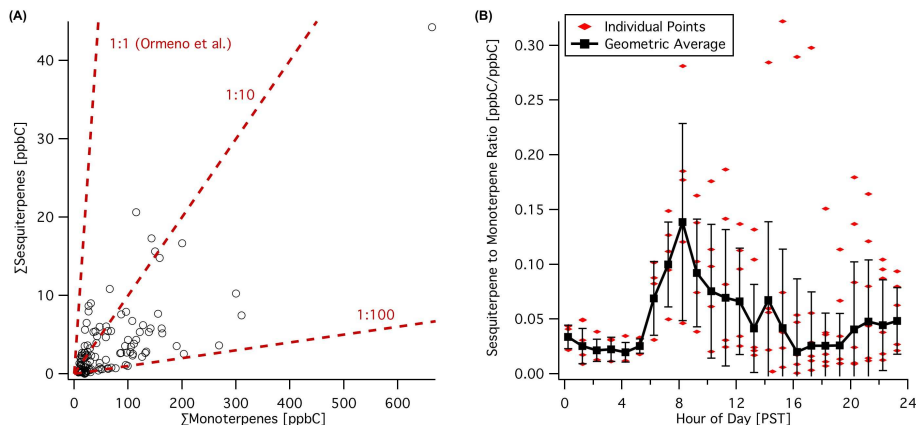 (A)
40
30
20
10
0
∑Sesquiterpenes [ppbC]
1:1 (Ormeno et al.)
1:10
1:100
0 100 200 300 400 500 600
∑Monoterpenes [ppbC]
(B)
Individual Points
Geometric Average
0.30
0.25
0.20
0.15
0.10
0.05
0.00
Sesquiterpene to Monoterpene Ratio [ppbC/ppbC]
0 4 8 12 16 20 24
Hour of Day [PST]